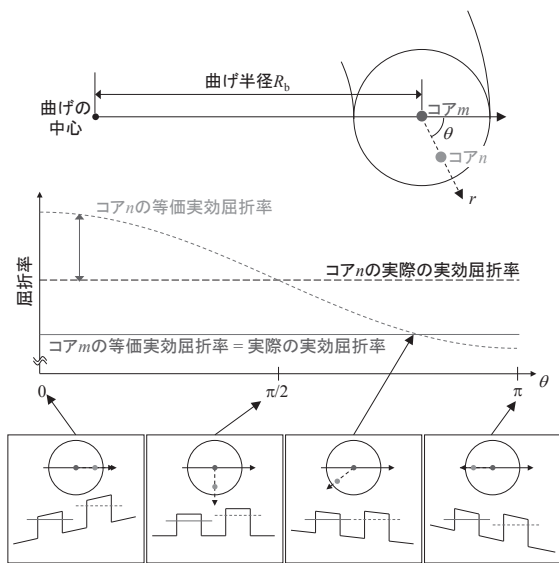 曲げ半径Rb
曲げの
中心
コアm
θ
コアn
r
コアnの等価実効屈折率
屈折率
コアnの実際の実効屈折率
コアmの等価実効屈折率 = 実際の実効屈折率
0
π/2
π
θ